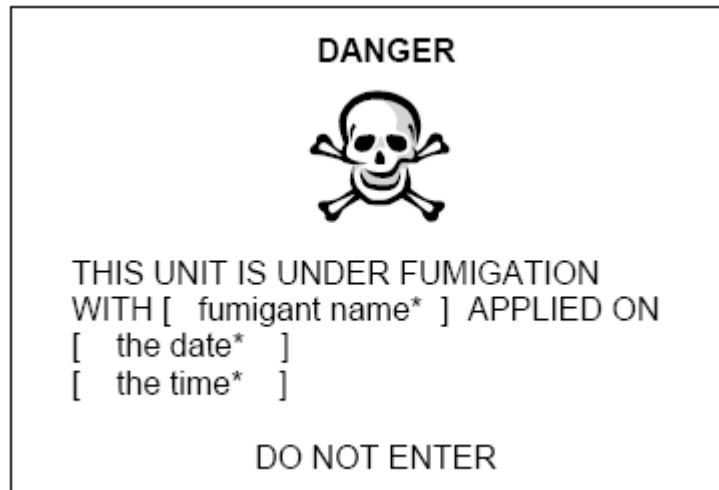 DANGER
THIS UNIT IS UNDER FUMIGATION
WITH [ fumigant name* ] APPLIED ON
[ the date* ]
[ the time* ]
DO NOT ENTER